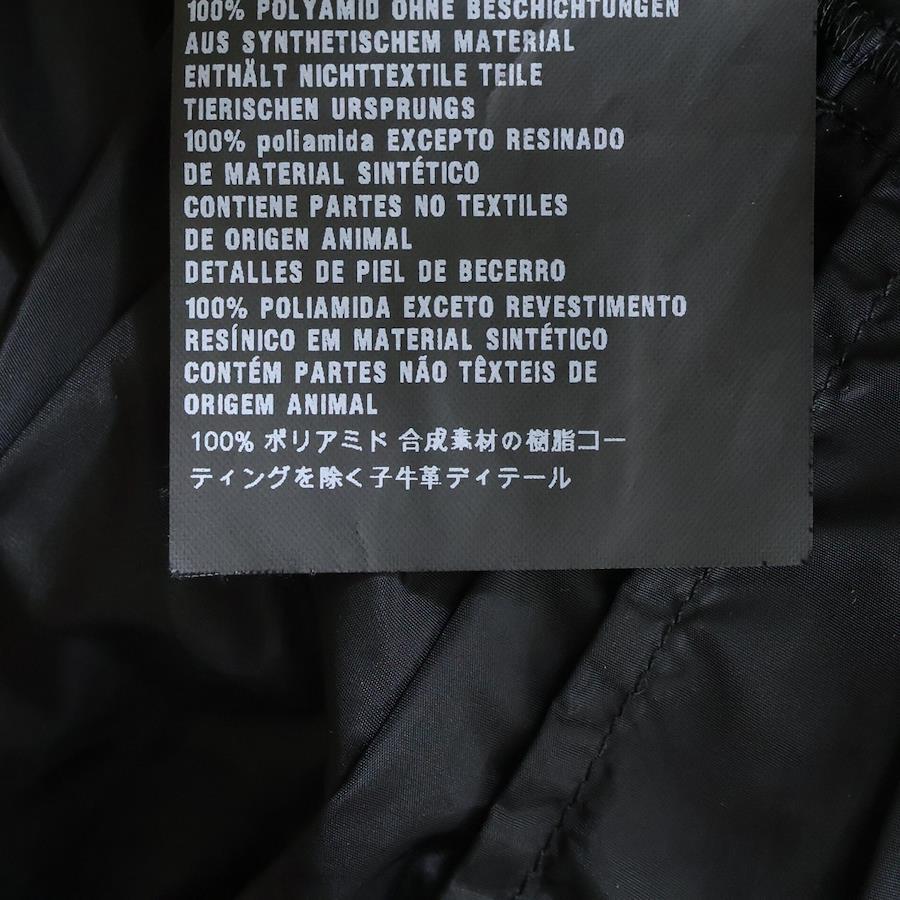 100% POLYAMID OHNE BESCHICHTUNGEN
AUS SYNTHETISCHEM MATERIAL
ENTHÄLT NICHTTEXTILE TEILE
TIERISCHEN URSPRUNGS
100% poliamida EXCEPTO RESINADO
DE MATERIAL SINTÉTICO
CONTIENE PARTES NO TEXTILES
DE ORIGEN ANIMAL
DETALLES DE PIEL DE BECERRO
100% POLIAMIDA EXCETO REVESTIMENTO
RESÍNICO EM MATERIAL SINTÉTICO
CONTÉM PARTES NÃO TÊXTEIS DE
ORIGEM ANIMAL
100% ポリアミド 合成素材の樹脂コー
ティングを除く子牛革ディテール